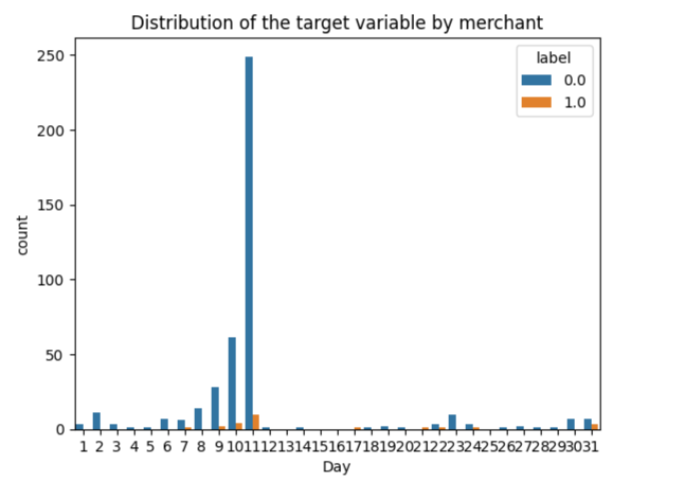 Distribution of the target variable by merchant
250
200
150
100
50
0
count
label
0.0
1.0
1 2 3 4 5 6 7 8 9 10 11 12 13 14 15 16 17 18 19 20 21 22 23 24 25 26 27 28 29 30 31
Day